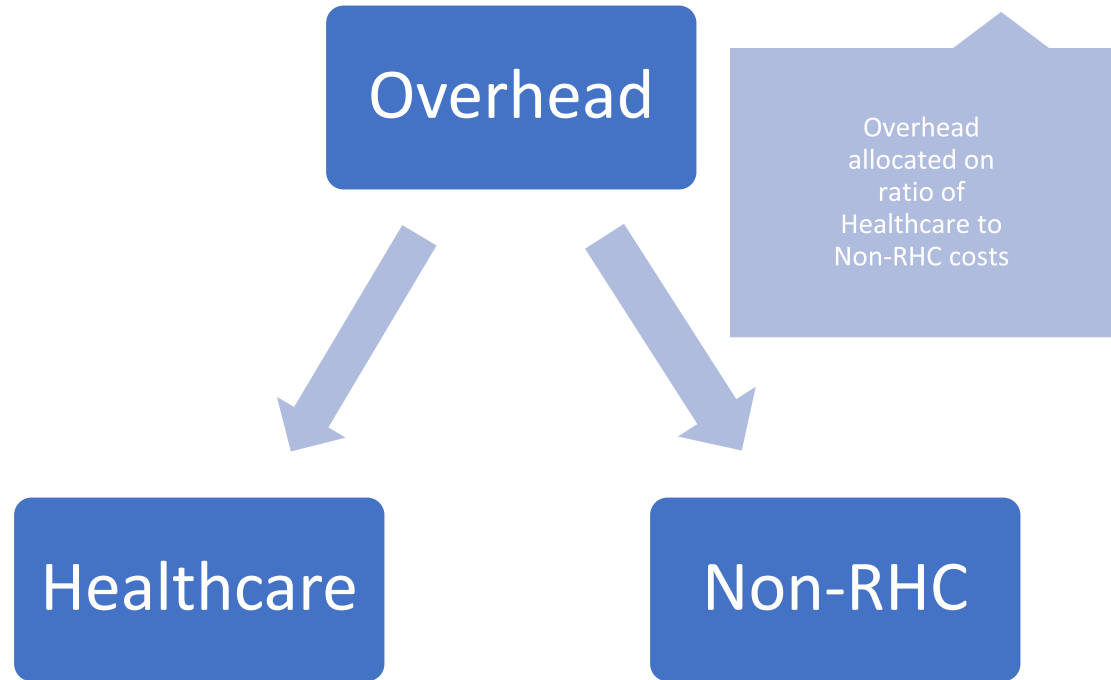 Overhead
Overhead
allocated on
ratio of
Healthcare to
Non-RHC costs
Healthcare
Non-RHC